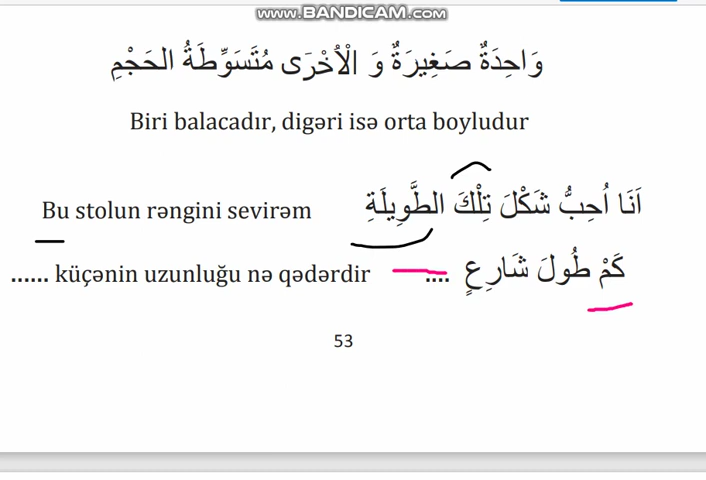 www.BANDICAM.com
وَاحِدَةٌ صَغِيرَةٌ وَ الْأُخْرَى مُتَسَوِّطَةُ الحَجْمِ
Biri balacadır, digəri isə orta boyludur
Bu stolun rəngini sevirəm اَنَا اُحِبُّ شَكْلَ تِلْكَ الطَّوِيلَةِ
...... küçənin uzunluğu nə qədərdir كَمْ طُولَ شَارِعٍ ....
53